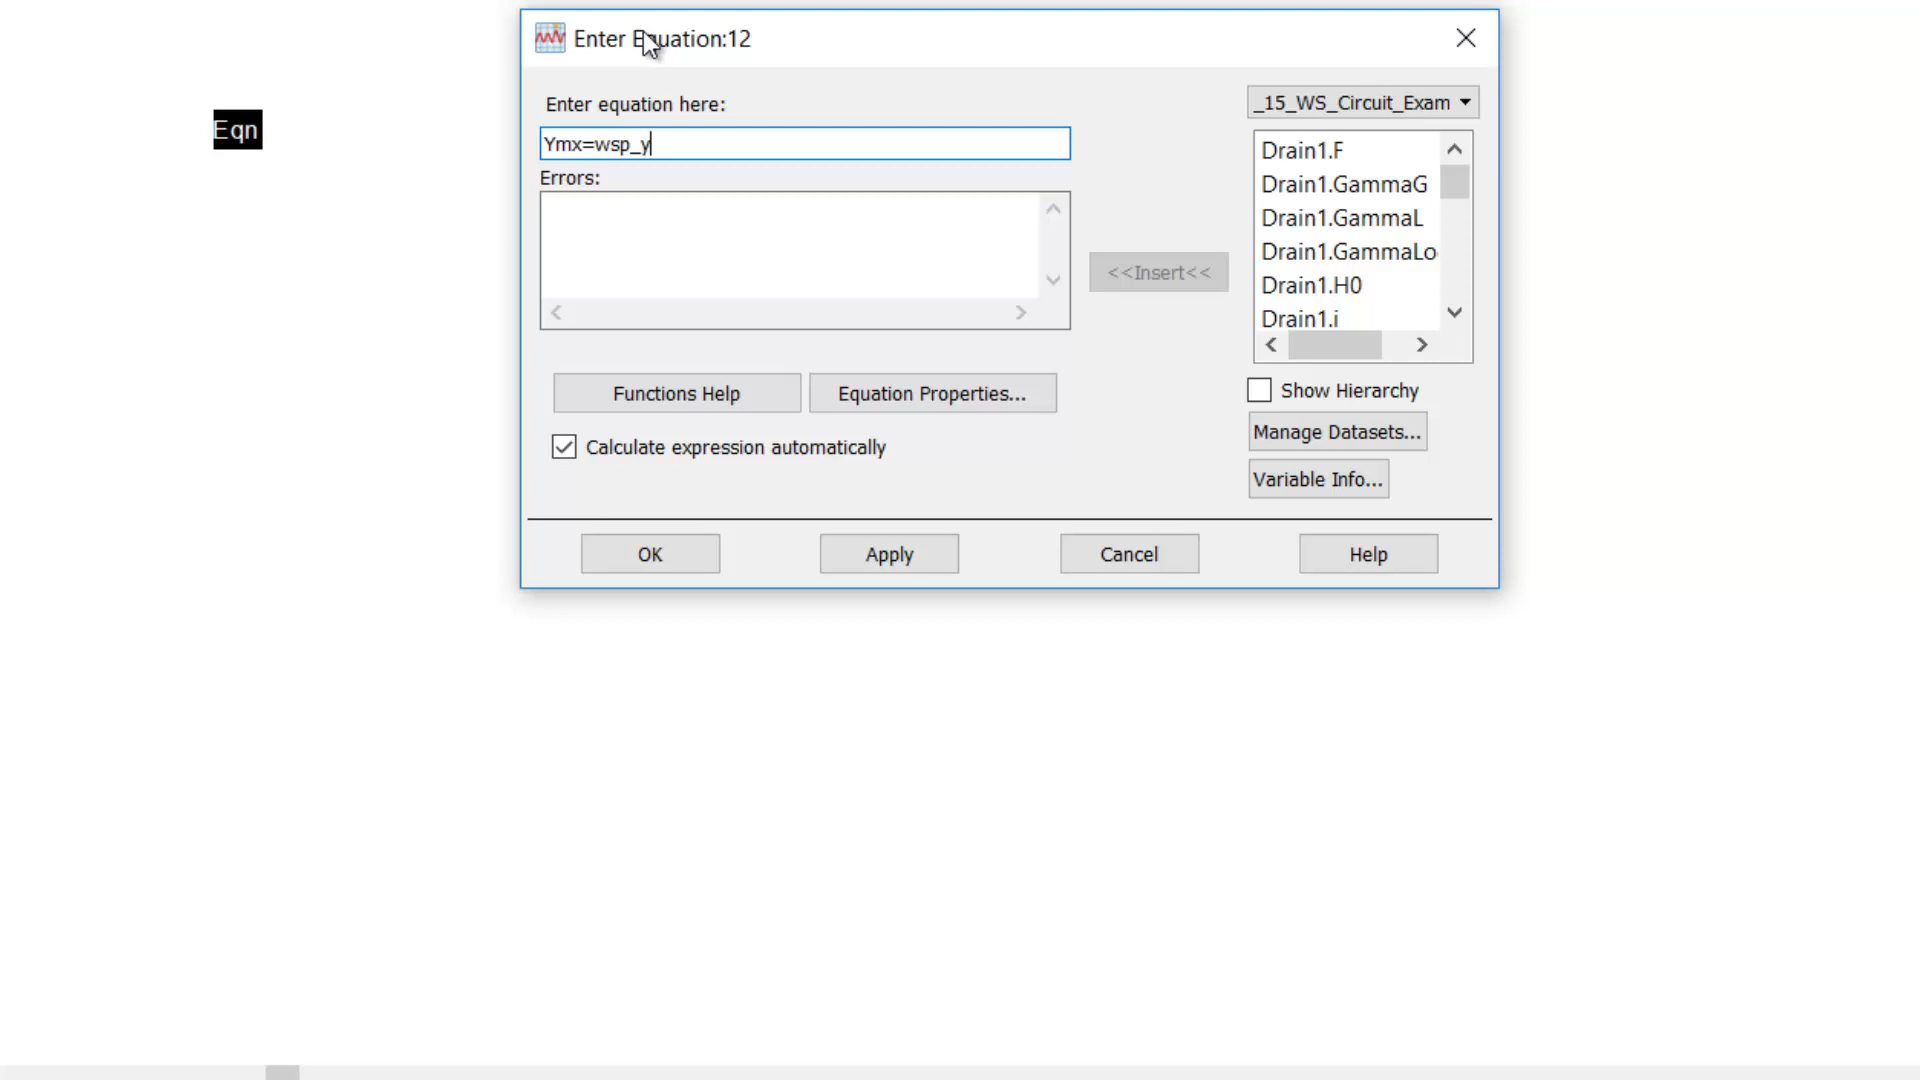 Enter Equation:12
Eqn
Enter equation here:
Ymx=wsp_y
Errors:
<<Insert<<
_15_WS_Circuit_Exam
Drain1.F
Drain1.GammaG
Drain1.GammaL
Drain1.GammaLo
Drain1.H0
Drain1.i
Show Hierarchy
Manage Datasets...
Variable Info...
Functions Help
Equation Properties...
Calculate expression automatically
OK
Apply
Cancel
Help